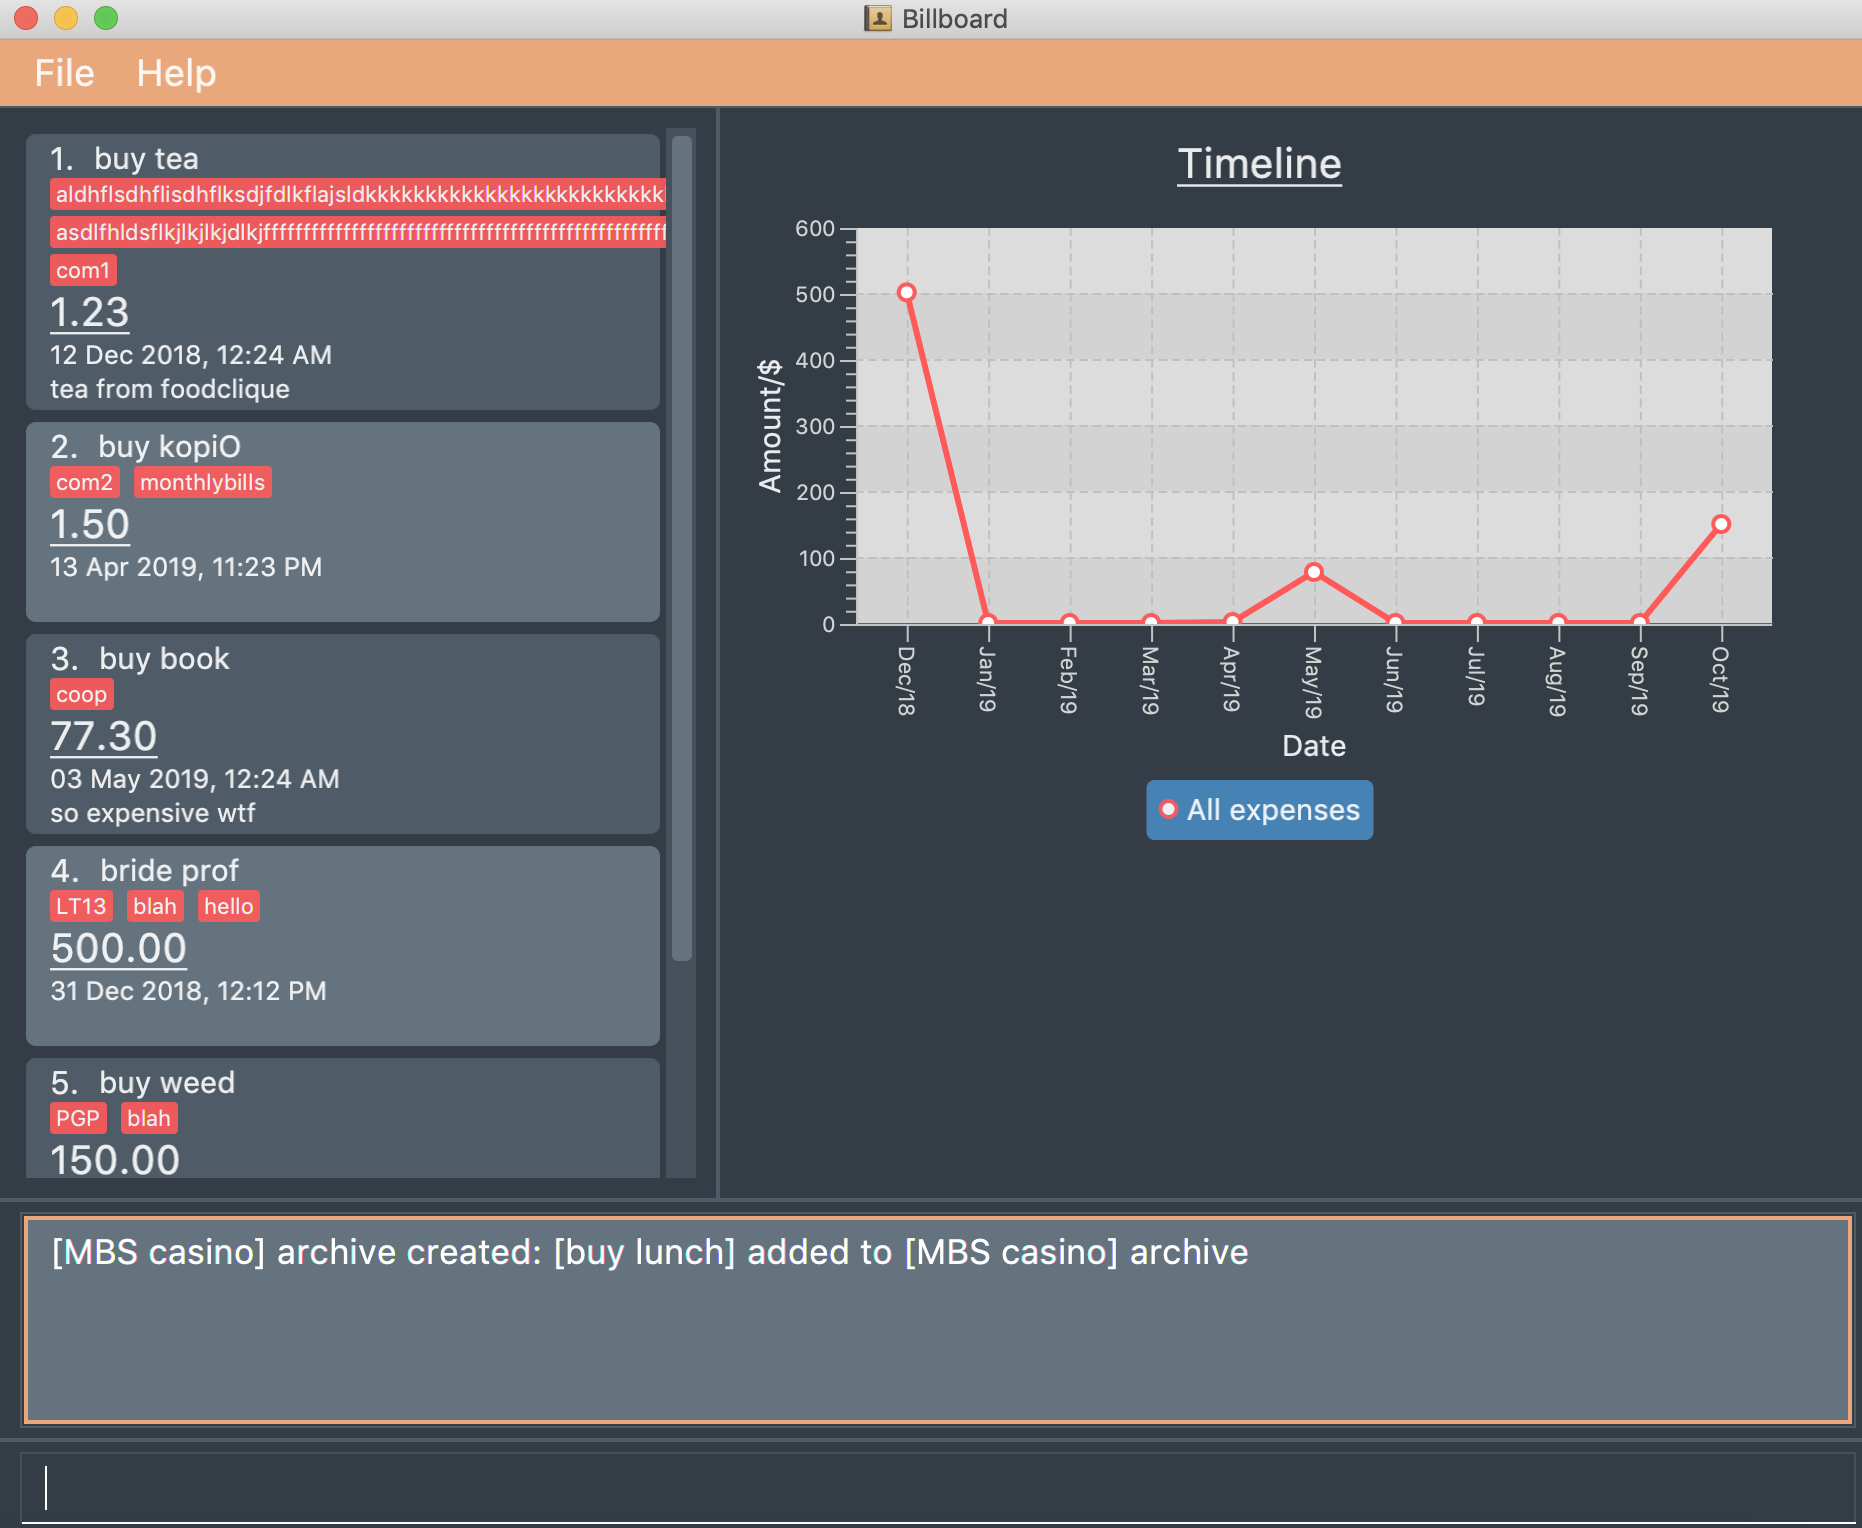 Billboard
File Help
1. buy tea
com1
1.23
12 Dec 2018, 12:24 AM
tea from foodclique
2. buy kopiO
com2 monthlybills
1.50
13 Apr 2019, 11:23 PM
3. buy book
coop
77.30
03 May 2019, 12:24 AM
so expensive wtf
4. bride prof
LT13 blah hello
500.00
31 Dec 2018, 12:12 PM
5. buy weed
PGP blah
150.00
Timeline
600
500
400
300
200
100
0
Amount/$
Dec/18 Jan/19 Feb/19 Mar/19 Apr/19 May/19 Jun/19 Jul/19 Aug/19 Sep/19 Oct/19
Date
All expenses
[MBS casino] archive created: [buy lunch] added to [MBS casino] archive